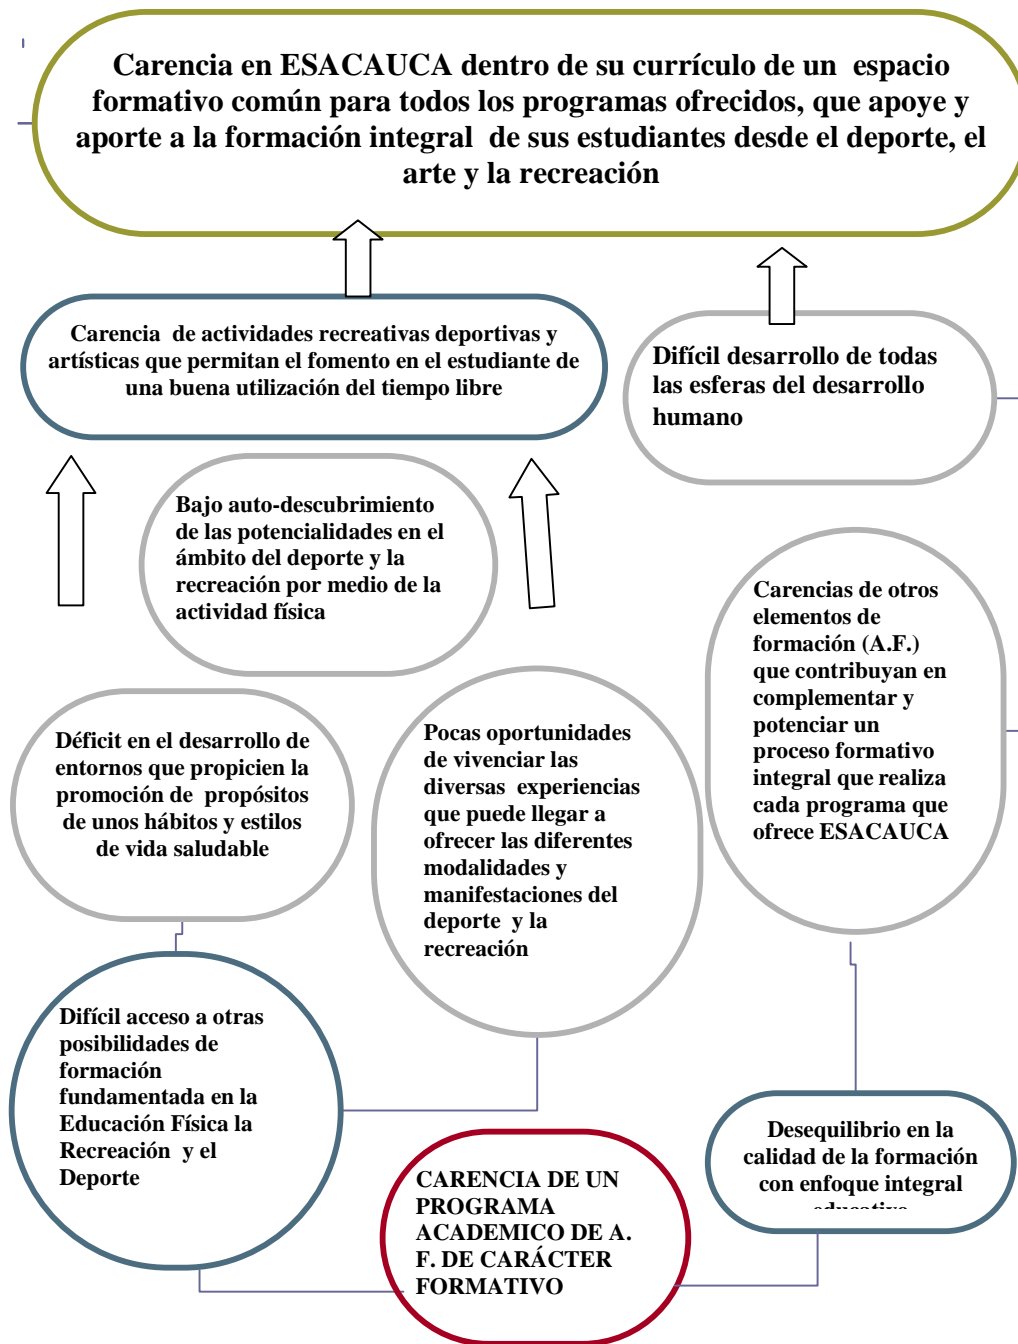 Carencia en ESACAUCA dentro de su currículo de un espacio
formativo común para todos los programas ofrecidos, que apoye y
aporte a la formación integral de sus estudiantes desde el deporte, el
arte y la recreación
Carencia de actividades recreativas deportivas y
artísticas que permitan el fomento en el estudiante de
una buena utilización del tiempo libre
Difícil desarrollo de todas
las esferas del desarrollo
humano
Bajo auto-descubrimiento
de las potencialidades en el
ámbito del deporte y la
recreación por medio de la
actividad física
Carencias de otros
elementos de
formación (A.F.)
que contribuyan en
complementar y
potenciar un
proceso formativo
integral que realiza
cada programa que
ofrece ESACAUCA
Déficit en el desarrollo de
entornos que propicien la
promoción de propósitos
de unos hábitos y estilos
de vida saludable
Pocas oportunidades
de vivenciar las
diversas experiencias
que puede llegar a
ofrecer las diferentes
modalidades y
manifestaciones del
deporte y la
recreación
Difícil acceso a otras
posibilidades de
formación
fundamentada en la
Educación Física la
Recreación y el
Deporte
Desequilibrio en la
calidad de la formación
con enfoque integral
CARENCIA DE UN
PROGRAMA
ACADEMICO DE A.
F. DE CARÁCTER
FORMATIVO